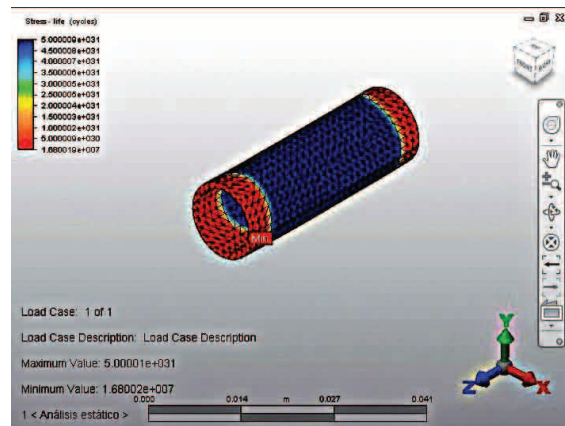 Stress - life (cycles)
5.000009e+031
4.500008e+031
4.000007e+031
3.500006e+031
3.000005e+031
2.500005e+031
2.000004e+031
1.500003e+031
1.000002e+031
5.000009e+030
1.680019e+007
Min
Load Case: 1 of 1
Load Case Description: Load Case Description
Maximum Value: 5.00001e+031
Minimum Value: 1.68002e+007
0.000 0.014 m 0.027 0.041
1 < Análisis estático >
Y
Z
X